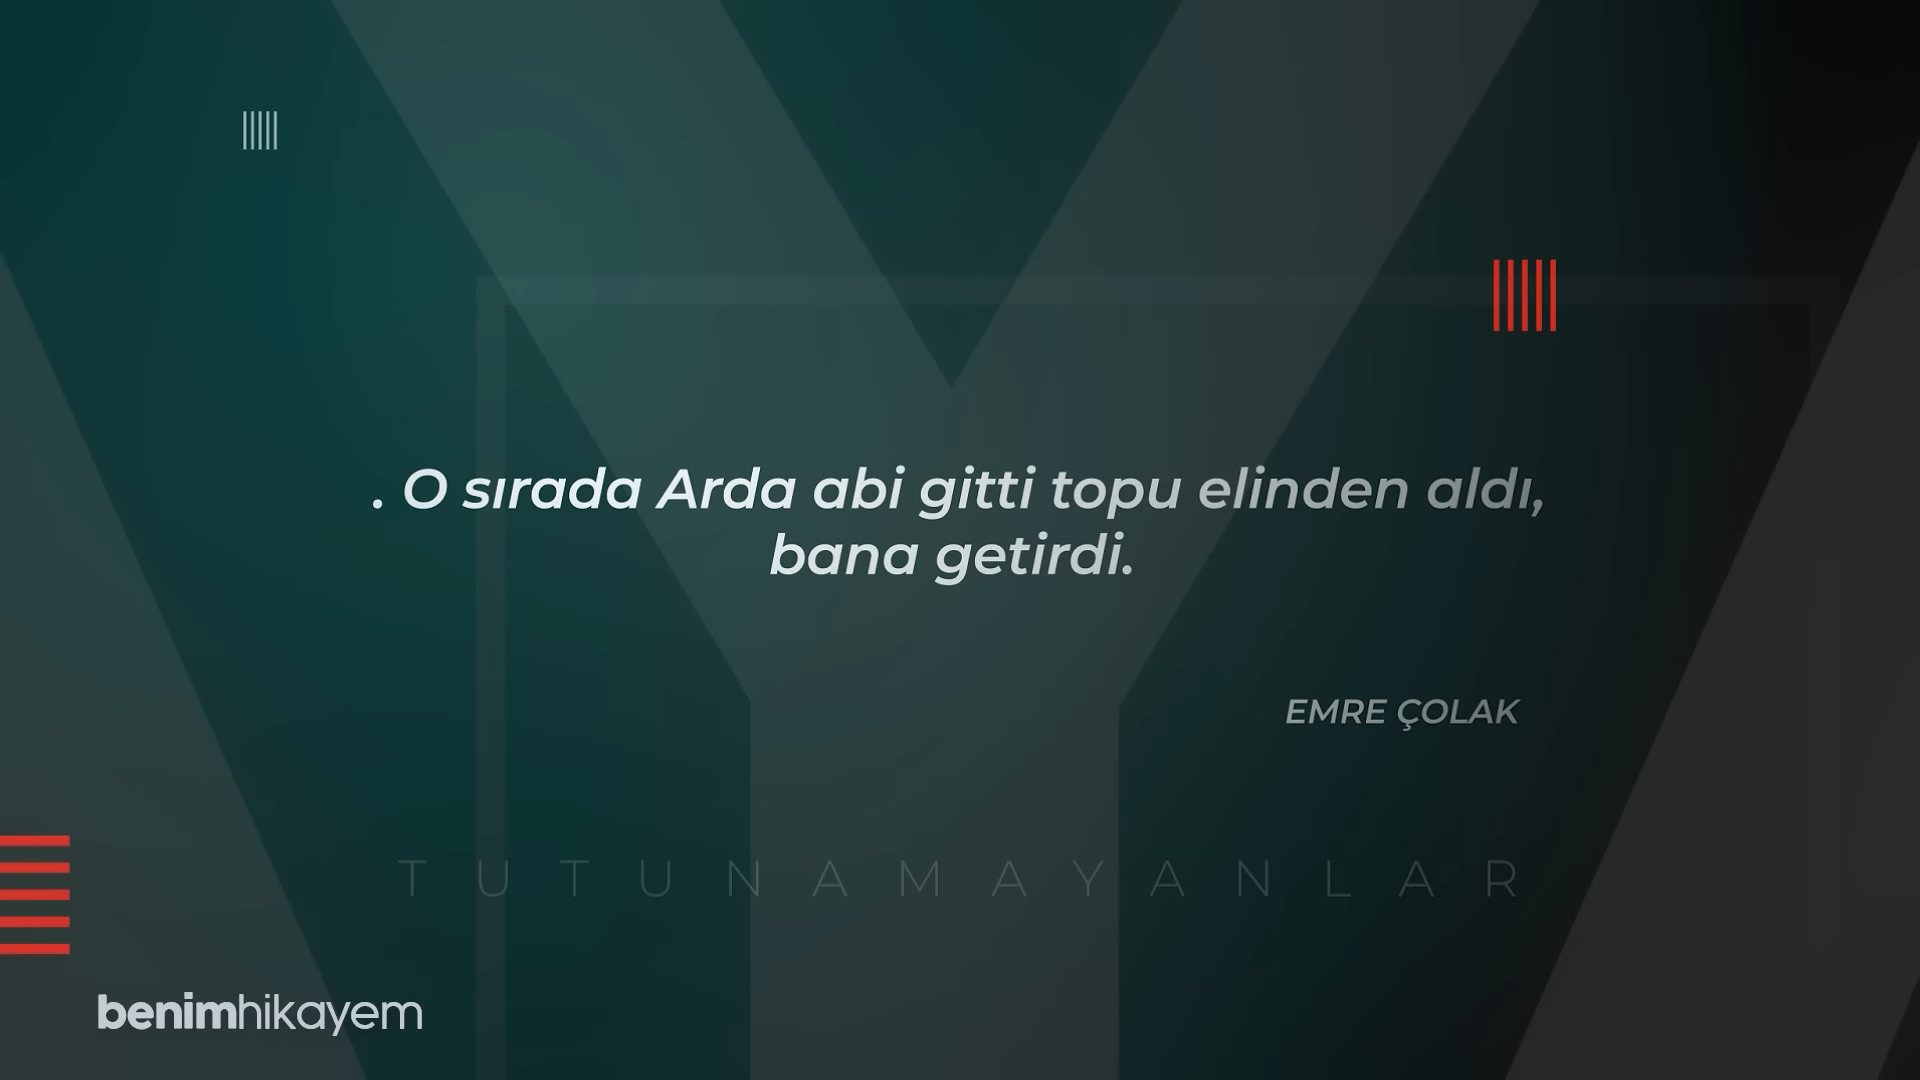 . O sırada Arda abi gitti topu elinden aldı,
bana getirdi.
EMRE ÇOLAK
TUTUNAMAYANLAR
benimhikayem